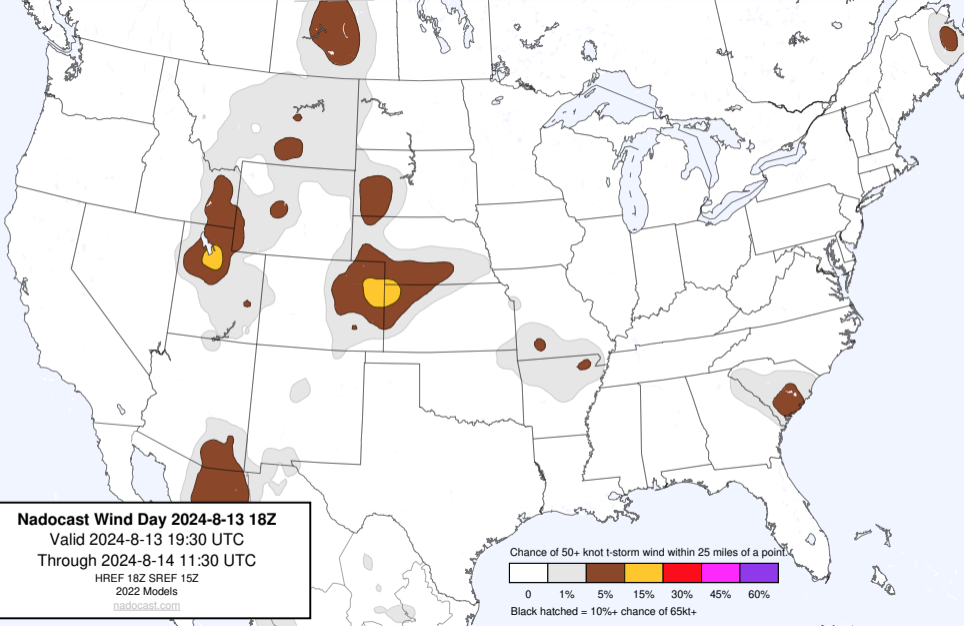 Nadocast Wind Day 2024-8-13 18Z
Valid 2024-8-13 19:30 UTC
Through 2024-8-14 11:30 UTC
HREF 18Z SREF 15Z
2022 Models
nadocast.com
Chance of 50+ knot t-storm wind within 25 miles of a point.
0 1% 5% 15% 30% 45% 60%
Black hatched = 10%+ chance of 65kt+